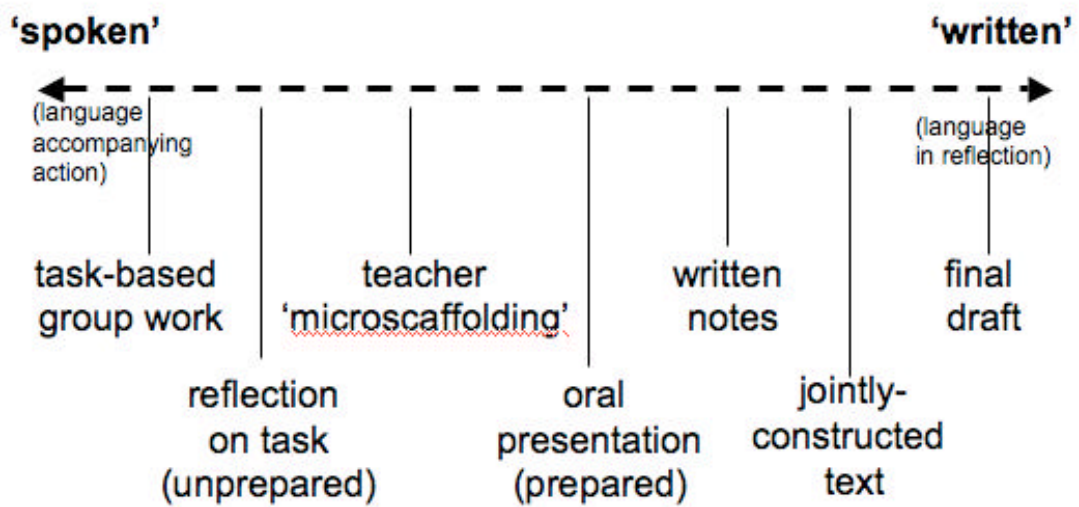 ‘spoken’
‘written’
(language
accompanying
action)
(language
in reflection)
task-based
group work
teacher
‘microscaffolding’
written
notes
final
draft
reflection
on task
(unprepared)
oral
presentation
(prepared)
jointly-
constructed
text